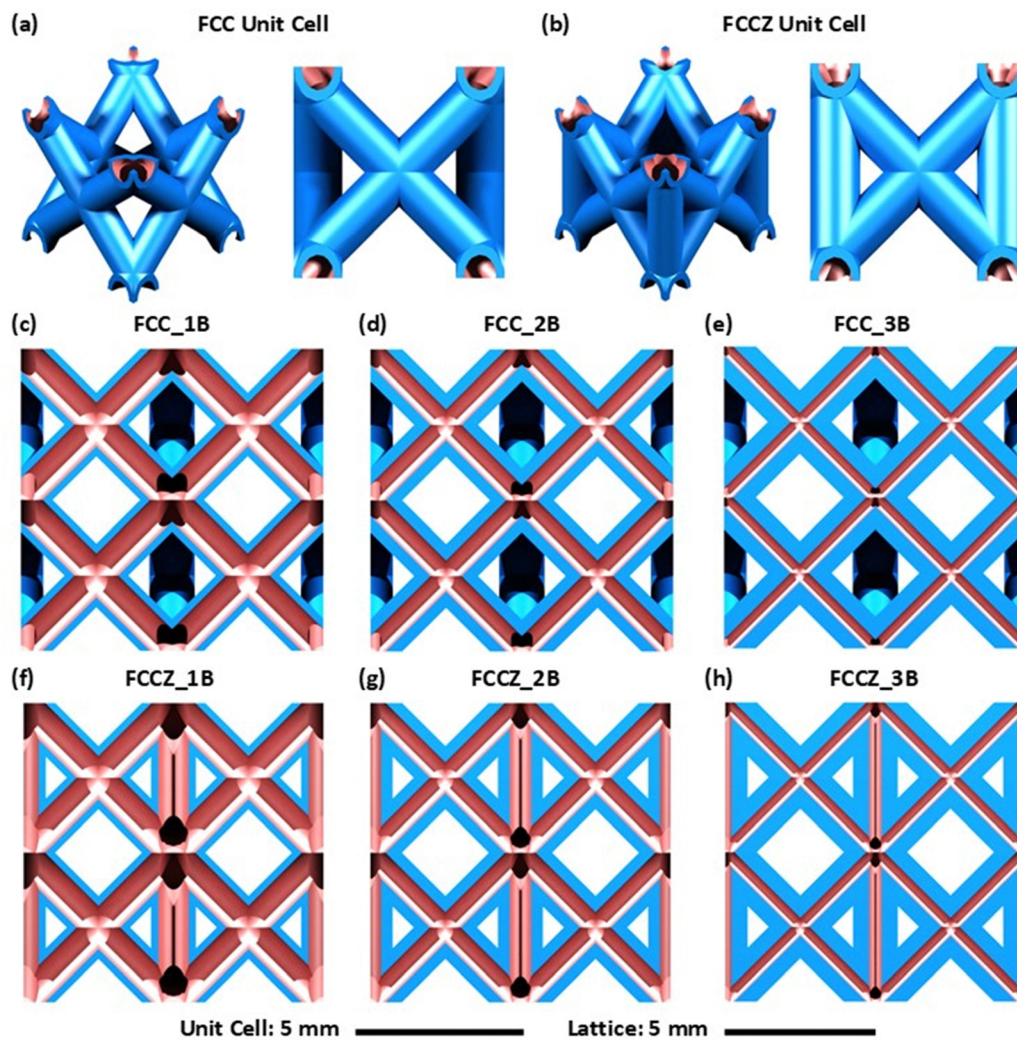 (a) FCC Unit Cell (b) FCCZ Unit Cell
(c) FCC_1B (d) FCC_2B (e) FCC_3B
(f) FCCZ_1B (g) FCCZ_2B (h) FCCZ_3B
Unit Cell: 5 mm Lattice: 5 mm